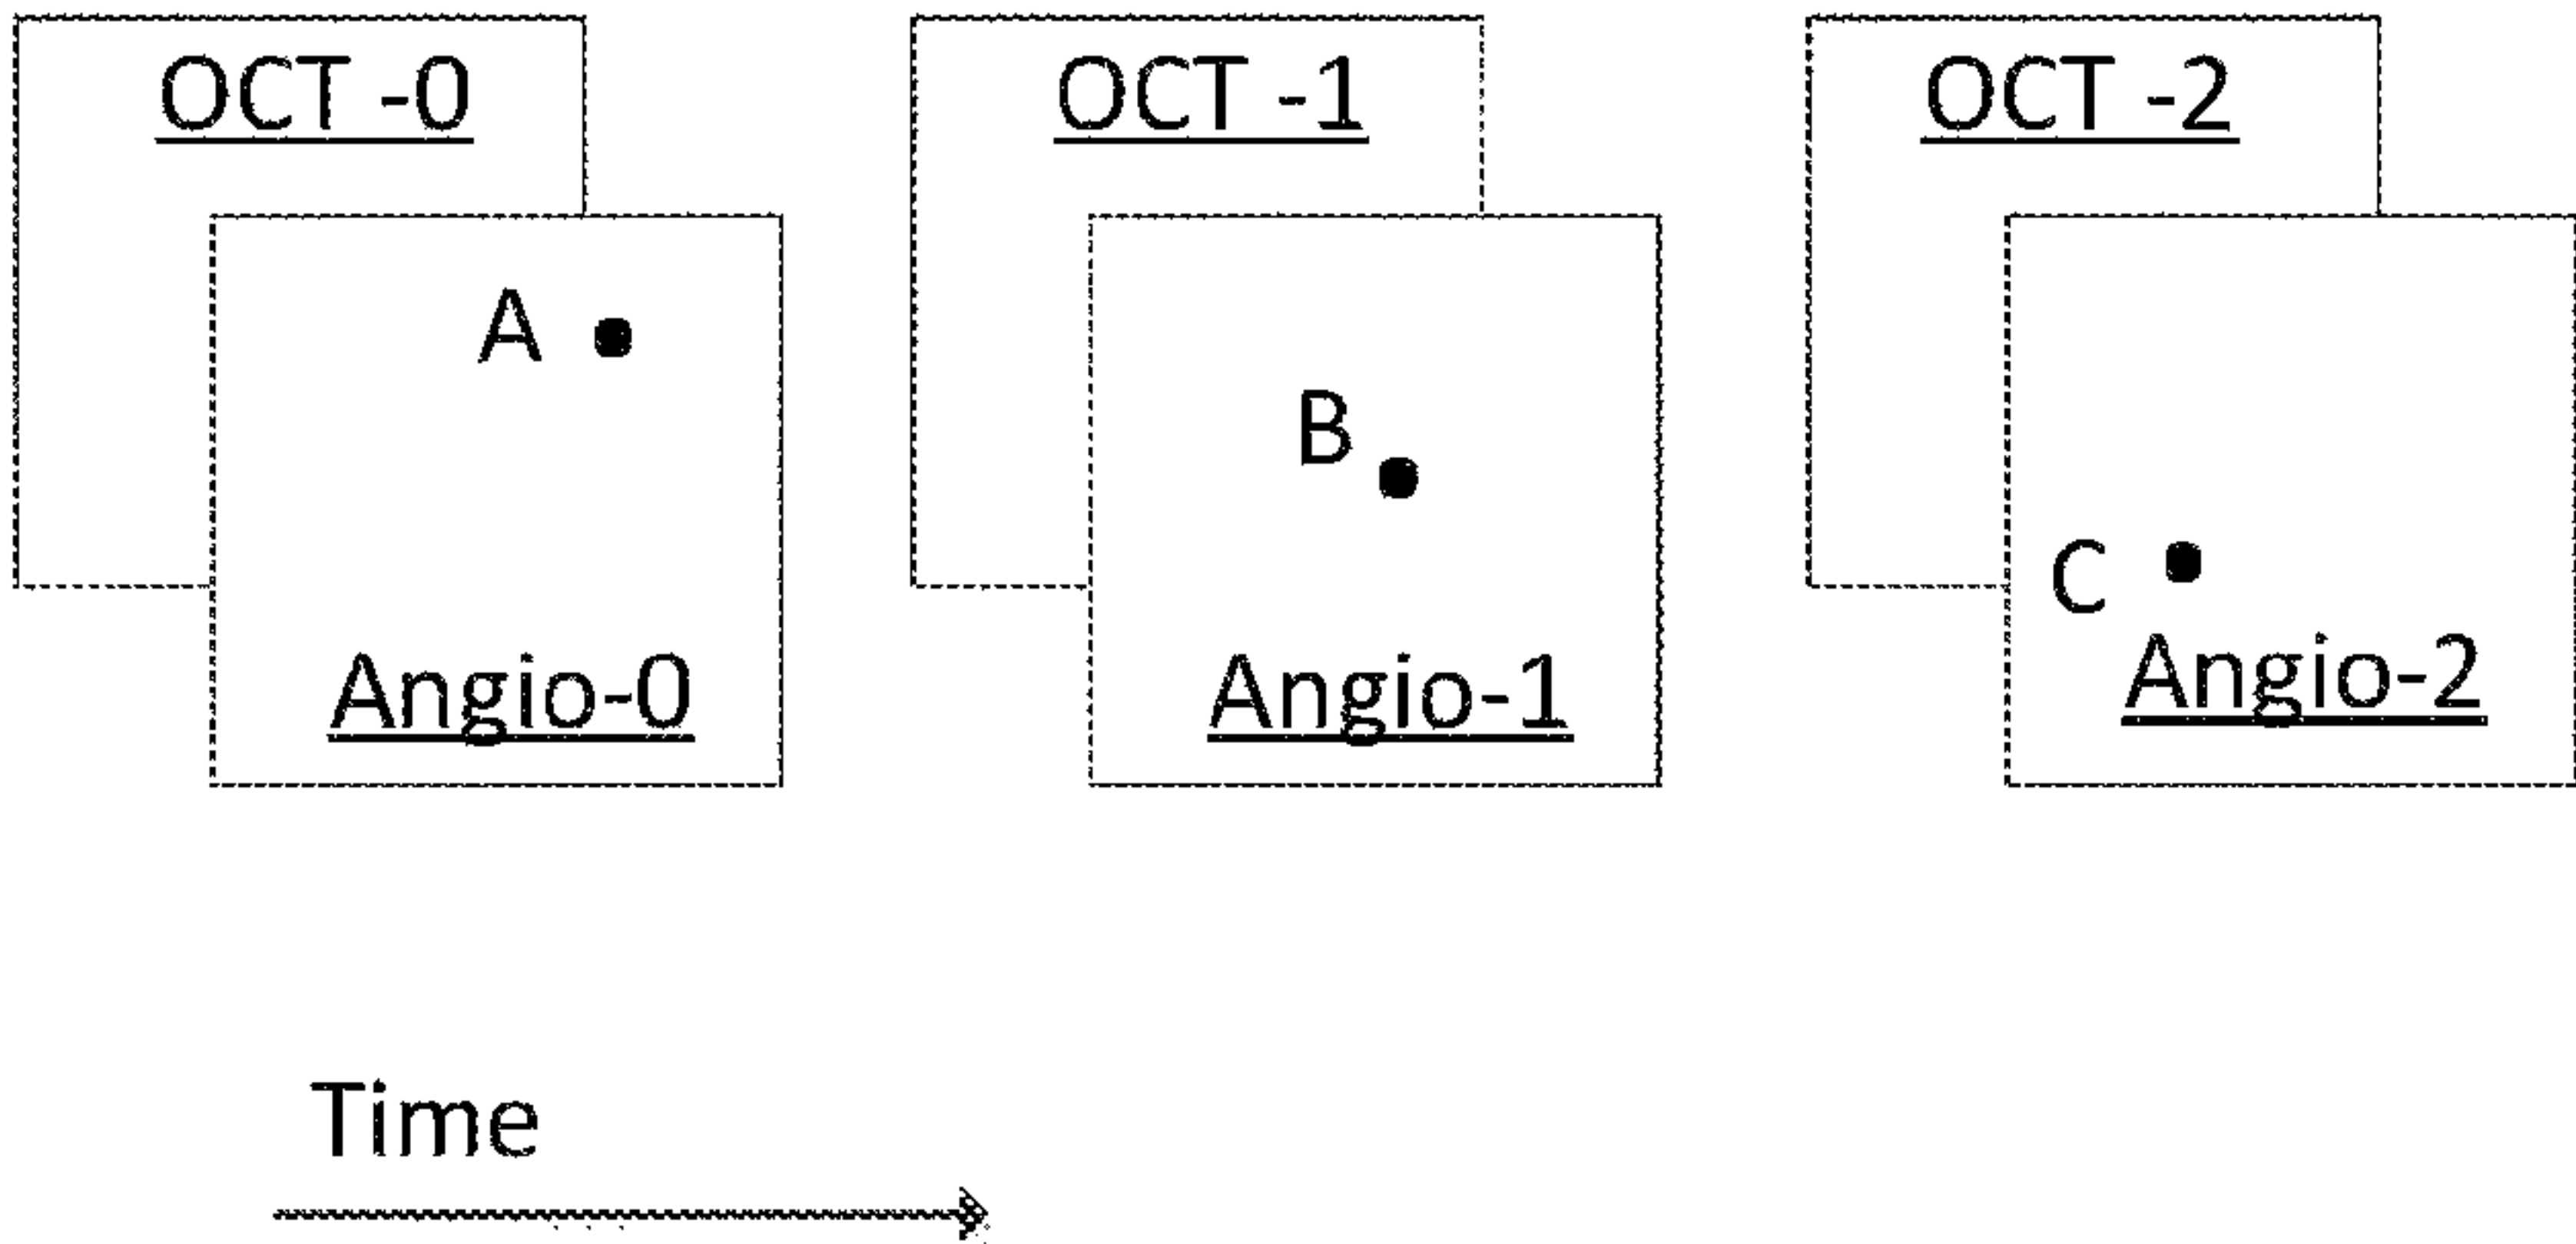 OCT -0
OCT -1
OCT -2
A
B
C
Angio-0
Angio-1
Angio-2
Time